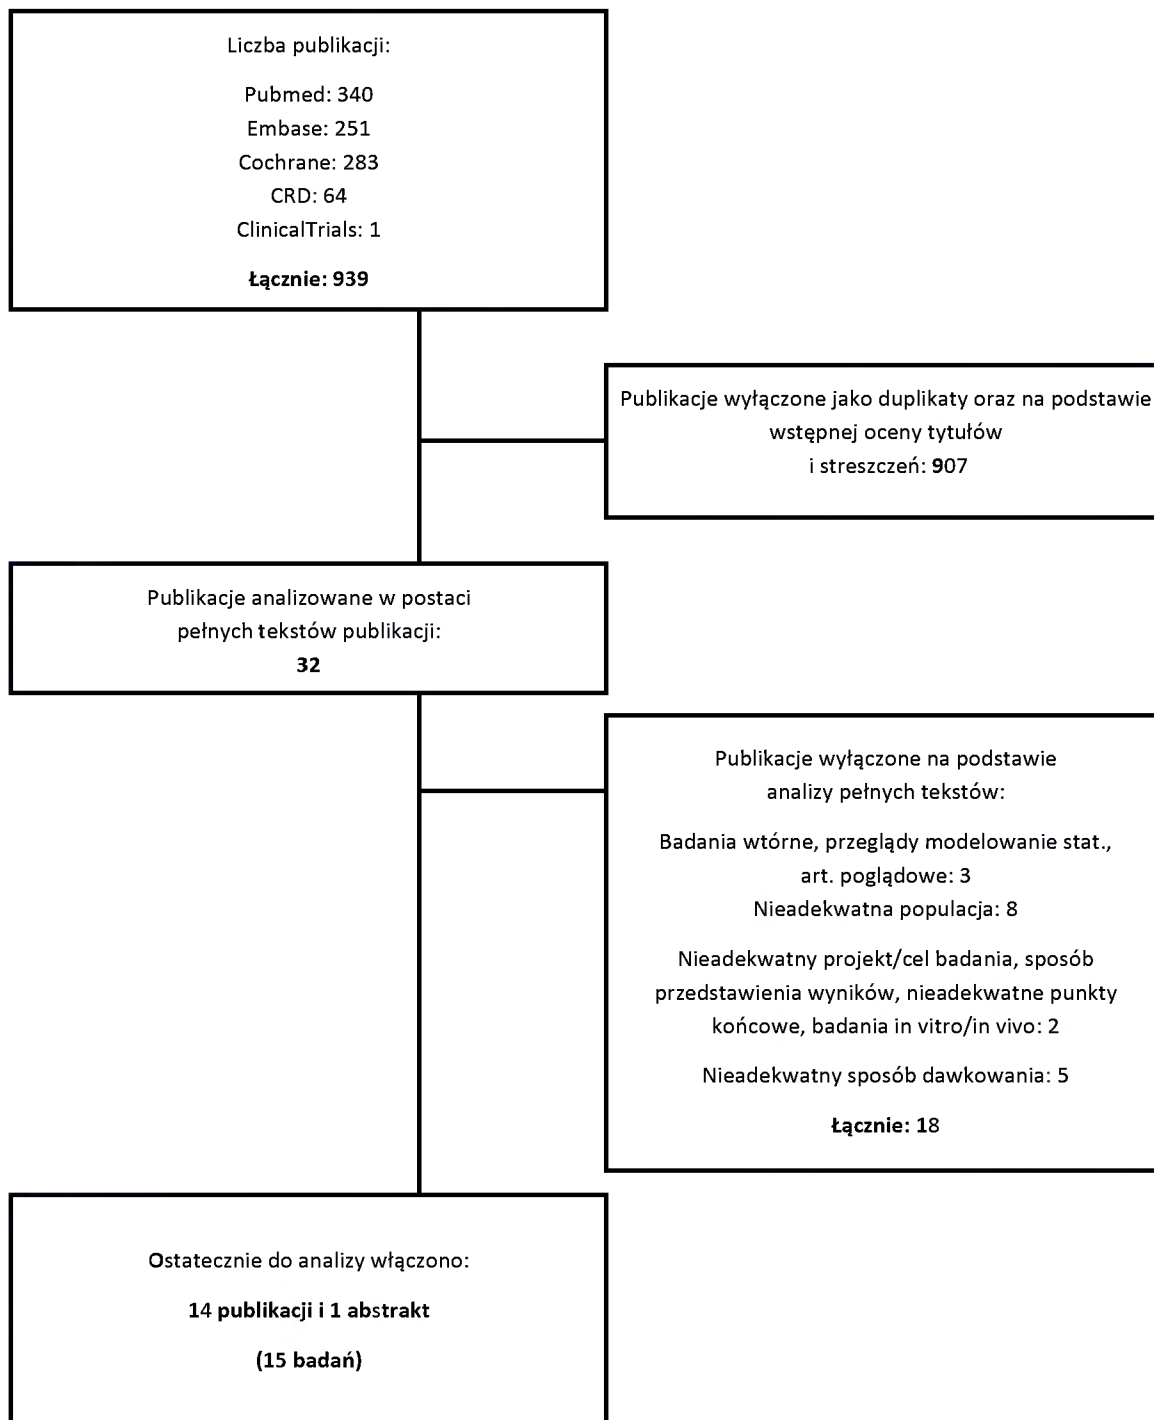 Liczba publikacji:
Pubmed: 340
Embase: 251
Cochrane: 283
CRD: 64
ClinicalTrials: 1
Łącznie: 939
Publikacje wyłączone jako duplikaty oraz na podstawie
wstępnej oceny tytułów
i streszczeń: 907
Publikacje analizowane w postaci
pełnych tekstów publikacji:
32
Publikacje wyłączone na podstawie
analizy pełnych tekstów:
Badania wtórne, przeglądy modelowanie stat.,
art. poglądowe: 3
Nieadekwatna populacja: 8
Nieadekwatny projekt/cel badania, sposób
przedstawienia wyników, nieadekwatne punkty
końcowe, badania in vitro/in vivo: 2
Nieadekwatny sposób dawkowania: 5
Łącznie: 18
Ostatecznie do analizy włączono:
14 publikacji i 1 abstrakt
(15 badań)